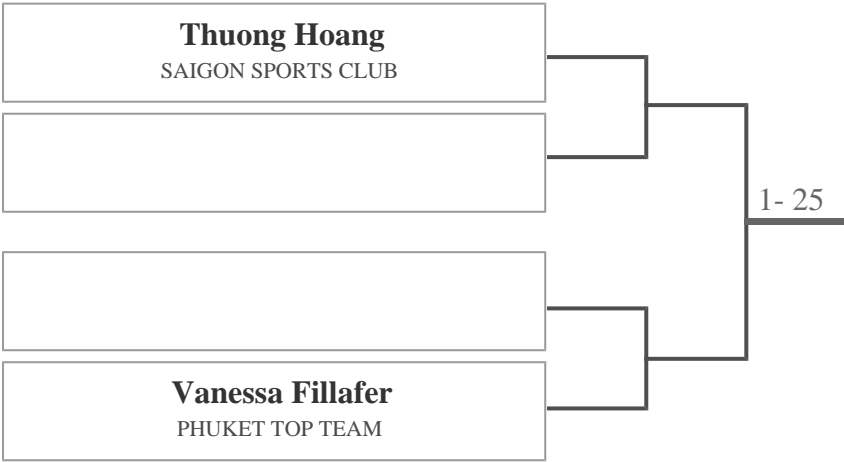 Thuong Hoang
SAIGON SPORTS CLUB
1- 25
Vanessa Fillafer
PHUKET TOP TEAM